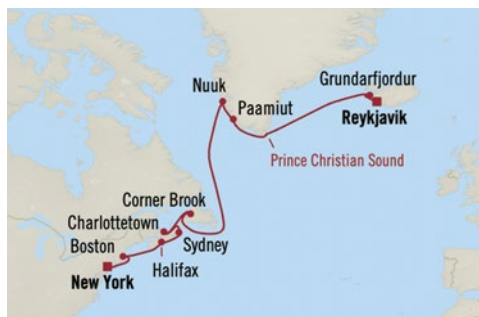 Nuuk
Grundarfjordur
Paamiut
Reykjavik
Prince Christian Sound
Corner Brook
Charlottetown
Boston
Sydney
Halifax
New York